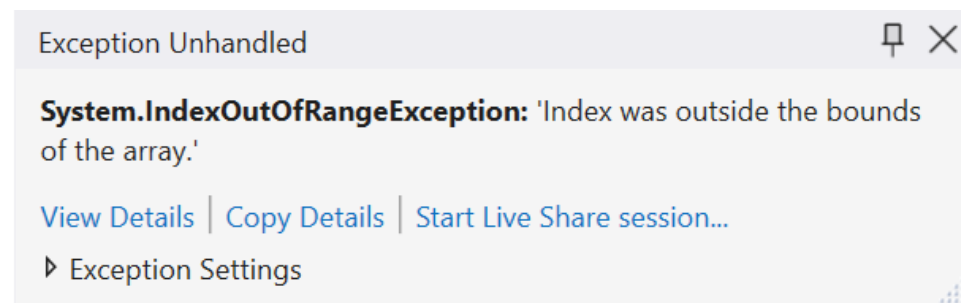 Exception Unhandled
System.IndexOutOfRangeException: 'Index was outside the bounds
of the array.'
View Details | Copy Details | Start Live Share session...
Exception Settings